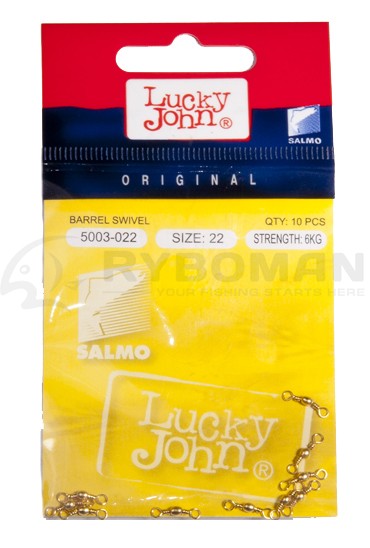 Lucky
John®
SALMO
ORIGINAL
BARREL SWIVEL QTY: 10 PCS
5003-022 SIZE: 22 STRENGTH: 6KG
RYBOMAN
YOUR FISHING STARTS HERE
SALMO
Lucky
John®